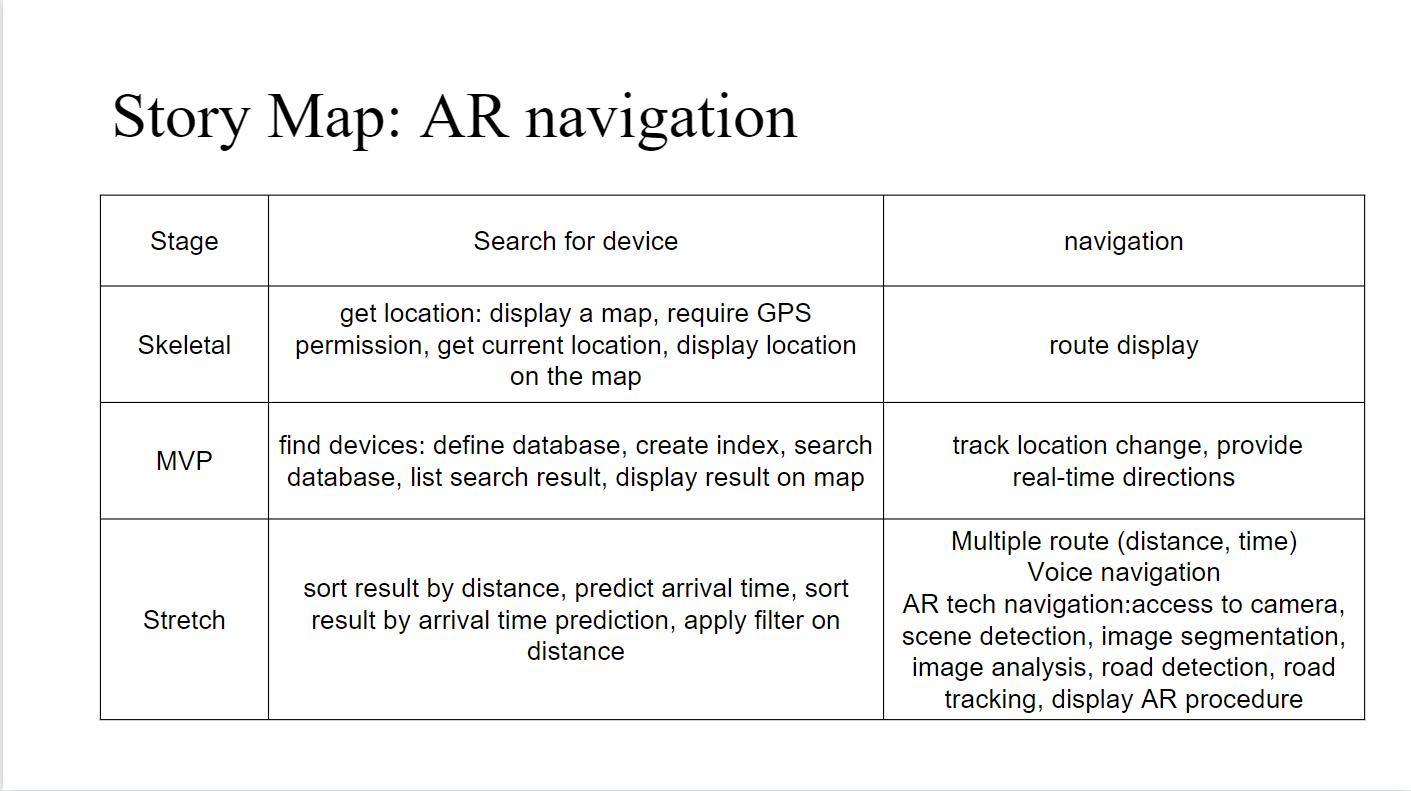 Story Map: AR navigation
Stage
Search for device
navigation
Skeletal
get location: display a map, require GPS
permission, get current location, display location
on the map
route display
MVP
find devices: define database, create index, search
database, list search result, display result on map
track location change, provide
real-time directions
Stretch
sort result by distance, predict arrival time, sort
result by arrival time prediction, apply filter on
distance
Multiple route (distance, time)
Voice navigation
AR tech navigation:access to camera,
scene detection, image segmentation,
image analysis, road detection, road
tracking, display AR procedure